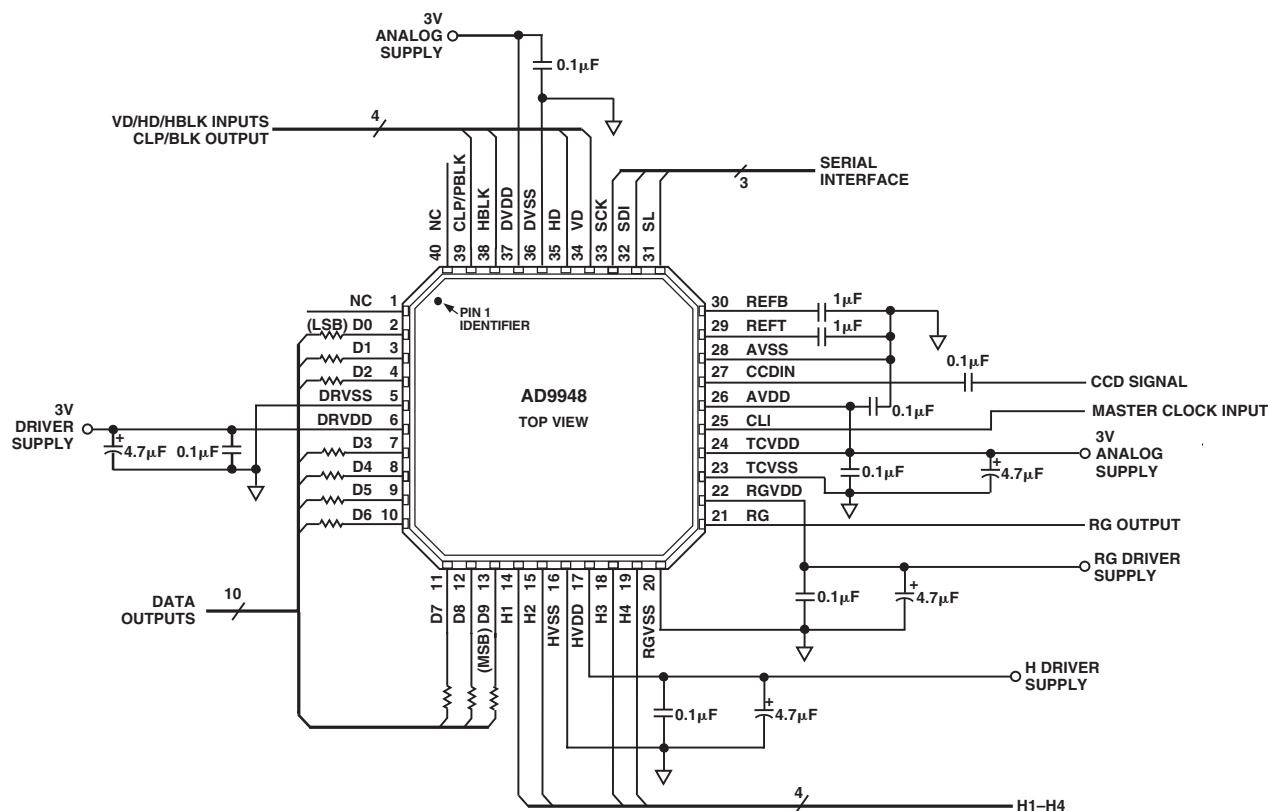 3V
ANALOG
SUPPLY
0.1µF
VD/HD/HBLK INPUTS
CLP/BLK OUTPUT
4
3
SERIAL
INTERFACE
40 NC
39 CLP/PBLK
38 HBLK
37 DVDD
36 DVSS
35 HD
34 VD
33 SCK
32 SDI
31 SL
NC 1
(LSB) D0 2
D1 3
D2 4
DRVSS 5
DRVDD 6
D3 7
D4 8
D5 9
D6 10
PIN 1
IDENTIFIER
AD9948
TOP VIEW
30 REFB
29 REFT
28 AVSS
27 CCDIN
26 AVDD
25 CLI
24 TCVDD
23 TCVSS
22 RGVDD
21 RG
1µF
1µF
0.1µF
CCD SIGNAL
0.1µF
MASTER CLOCK INPUT
3V
ANALOG
SUPPLY
0.1µF
+
4.7µF
RG OUTPUT
3V
DRIVER
SUPPLY
+
4.7µF
0.1µF
RG DRIVER
SUPPLY
0.1µF
+
4.7µF
DATA
OUTPUTS
10
D7 11
D8 12
(MSB) D9 13
H1 14
H2 15
HVSS 16
HVDD 17
H3 18
H4 19
RGVSS 20
H DRIVER
SUPPLY
0.1µF
+
4.7µF
4
H1–H4